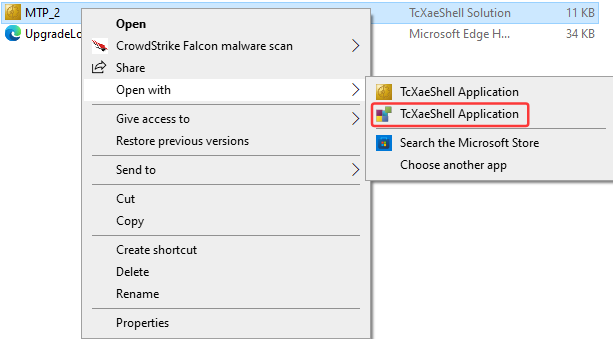 MTP_2 TcXaeShell Solution 11 KB
UpgradeLo Microsoft Edge H... 34 KB
Open
CrowdStrike Falcon malware scan
Share
Open with
Give access to
Restore previous versions
Send to
Cut
Copy
Create shortcut
Delete
Rename
Properties
TcXaeShell Application
TcXaeShell Application
Search the Microsoft Store
Choose another app